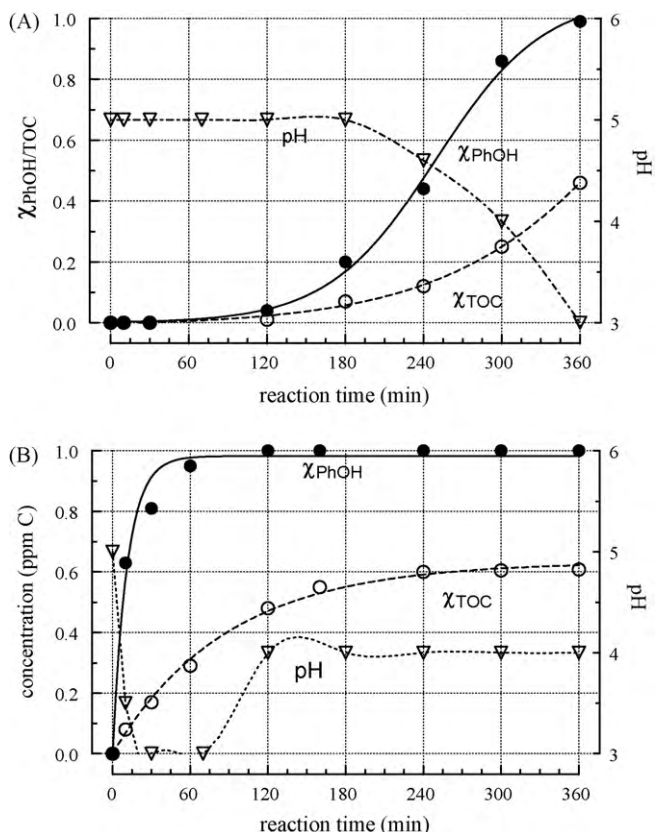 (A)
1.0
0.8
0.6
0.4
0.2
0.0
χPhOH/TOC
6
5
4
3
pH
pH
χPhOH
χTOC
0 60 120 180 240 300 360
reaction time (min)
(B)
1.0
0.8
0.6
0.4
0.2
0.0
concentration (ppm C)
6
5
4
3
pH
χPhOH
χTOC
pH
0 60 120 180 240 300 360
reaction time (min)